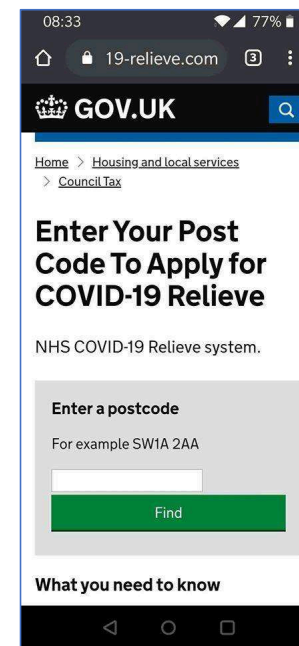 08:33 77%
19-relieve.com 3
GOV.UK
Home > Housing and local services
> Council Tax
Enter Your Post
Code To Apply for
COVID-19 Relieve
NHS COVID-19 Relieve system.
Enter a postcode
For example SW1A 2AA
Find
What you need to know